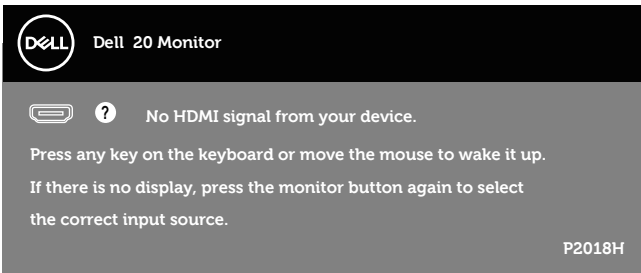 DELL Dell 20 Monitor
? No HDMI signal from your device.
Press any key on the keyboard or move the mouse to wake it up.
If there is no display, press the monitor button again to select
the correct input source.
P2018H